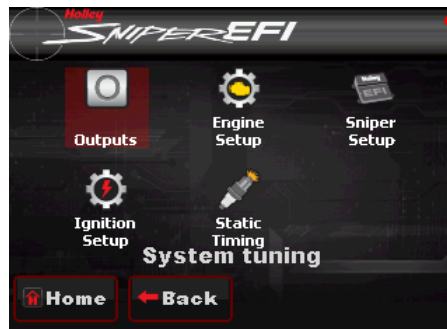 Holley
SNIPER EFI
O
Outputs
Engine
Setup
Holley
EFI
Sniper
Setup
Ignition
Setup
Static
Timing
System tuning
Home
Back